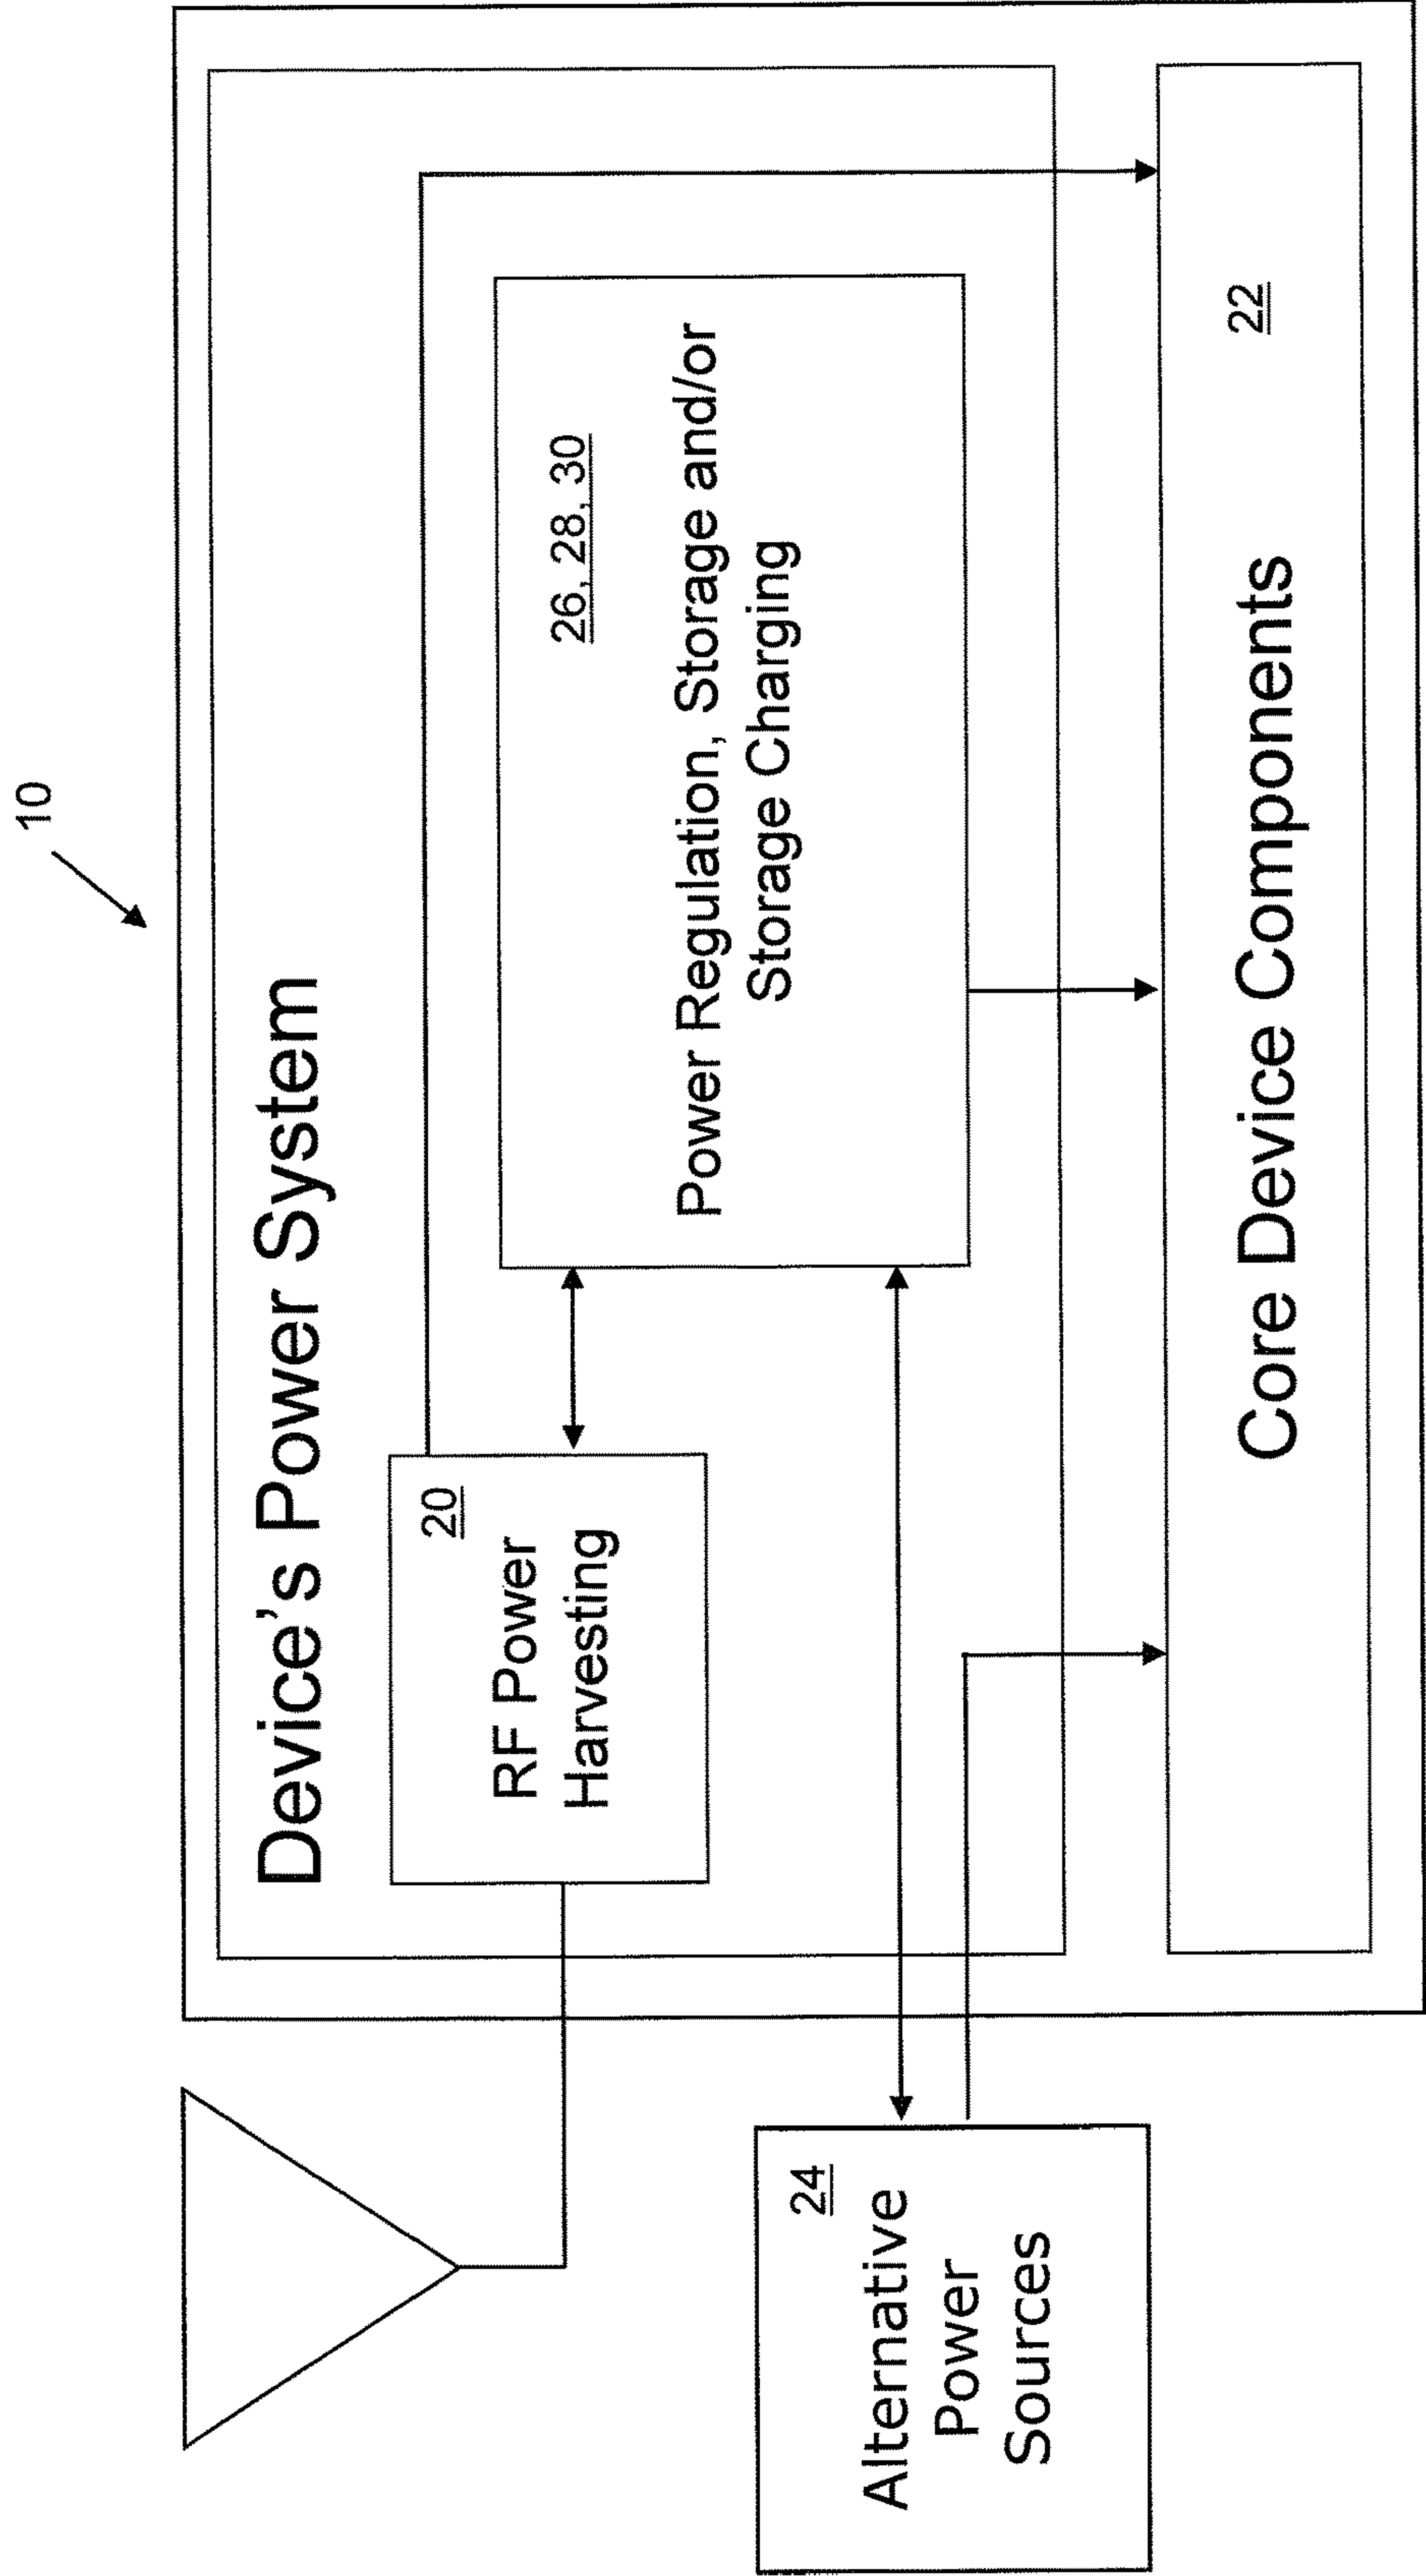 10
Device's Power System
20
RF Power
Harvesting
26, 28, 30
Power Regulation, Storage and/or
Storage Charging
24
Alternative
Power
Sources
22
Core Device Components